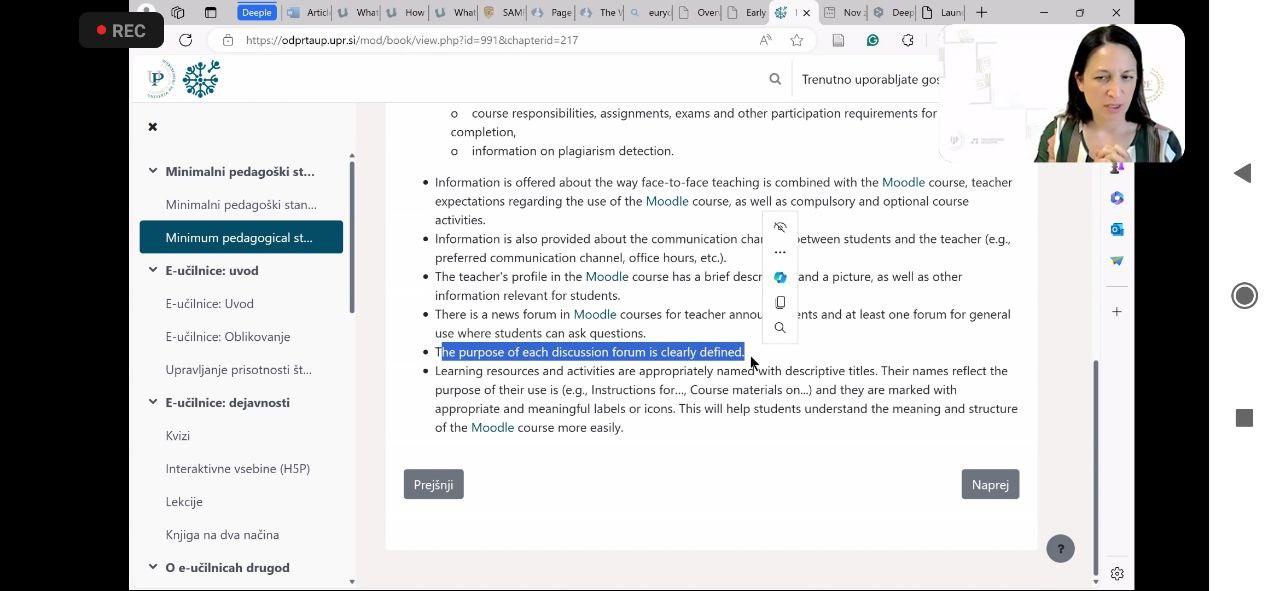 REC
Deeple
Articl
What
How
What
SAM
Page
The V
eury
Over
Early
Nov 2
Deep
Laun
https://odprtaup.upr.si/mod/book/view.php?id=991&chapterid=217
Trenutno uporabljate gos
Minimalni pedagoški st...
Minimalni pedagoški stan...
Minimum pedagogical st...
E-učilnice: uvod
E-učilnice: Uvod
E-učilnice: Oblikovanje
Upravljanje prisotnosti št...
E-učilnice: dejavnosti
Kvizi
Interaktivne vsebine (H5P)
Lekcije
Knjiga na dva načina
O e-učilnicah drugod
o course responsibilities, assignments, exams and other participation requirements for
completion,
o information on plagiarism detection.
• Information is offered about the way face-to-face teaching is combined with the Moodle course, teacher
expectations regarding the use of the Moodle course, as well as compulsory and optional course
activities.
• Information is also provided about the communication cha between students and the teacher (e.g.,
preferred communication channel, office hours, etc.).
• The teacher's profile in the Moodle course has a brief descr and a picture, as well as other
information relevant for students.
• There is a news forum in Moodle courses for teacher annou ents and at least one forum for general
use where students can ask questions.
• The purpose of each discussion forum is clearly defined.
• Learning resources and activities are appropriately named with descriptive titles. Their names reflect the
purpose of their use is (e.g., Instructions for..., Course materials on...) and they are marked with
appropriate and meaningful labels or icons. This will help students understand the meaning and structure
of the Moodle course more easily.
Prejšnji
Naprej
?